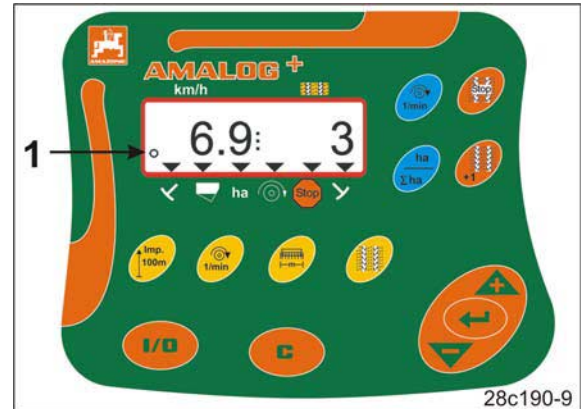 AMAZONE
AMALOG+
km/h
1/min
Stop
6.9: 3
1
ha
Σha
+1
ha
Stop
Imp.
100m
1/min
m
I/O
C
+
-
28c190-9